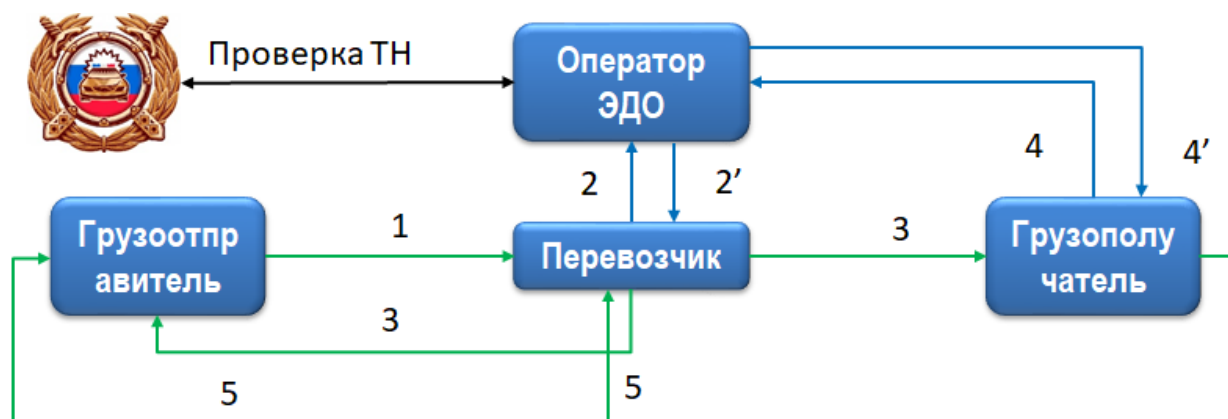 Проверка ТН
Оператор
ЭДО
2
2’
4
4’
Грузоотпр
авитель
1
Перевозчик
3
Грузополу
чатель
3
5
5